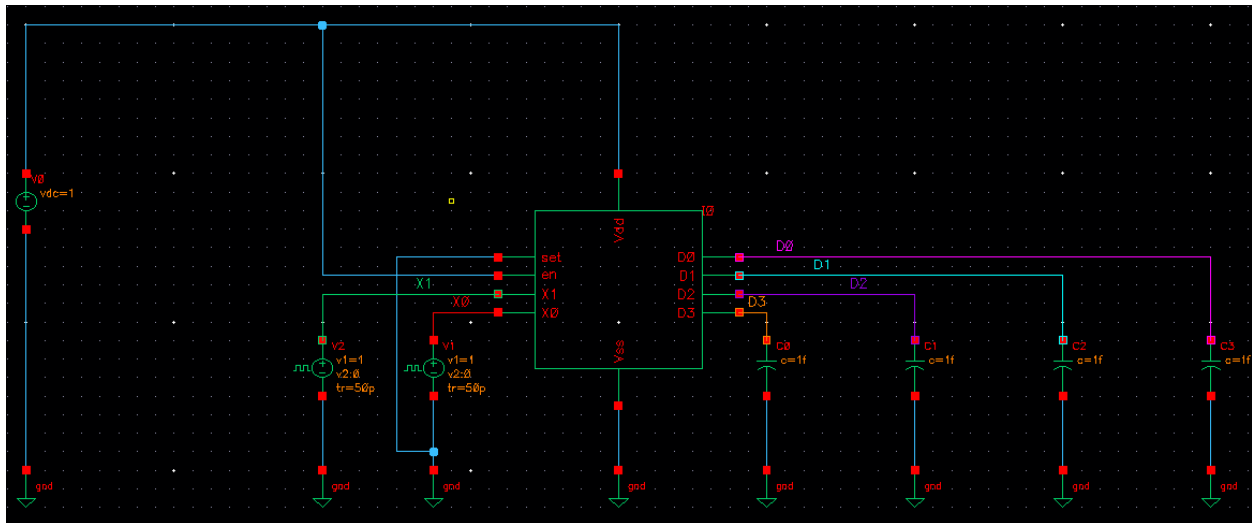 V0
vdc=1
I0
Vdd
set
en
X1
X0
D0
D1
D2
D3
Vss
X1
X0
D0
D1
D2
D3
V2
v1=1
v2:0
tr=50p
V1
v1=1
v2:0
tr=50p
C0
c=1f
C1
c=1f
C2
c=1f
C3
c=1f
gnd
gnd
gnd
gnd
gnd
gnd
gnd
gnd